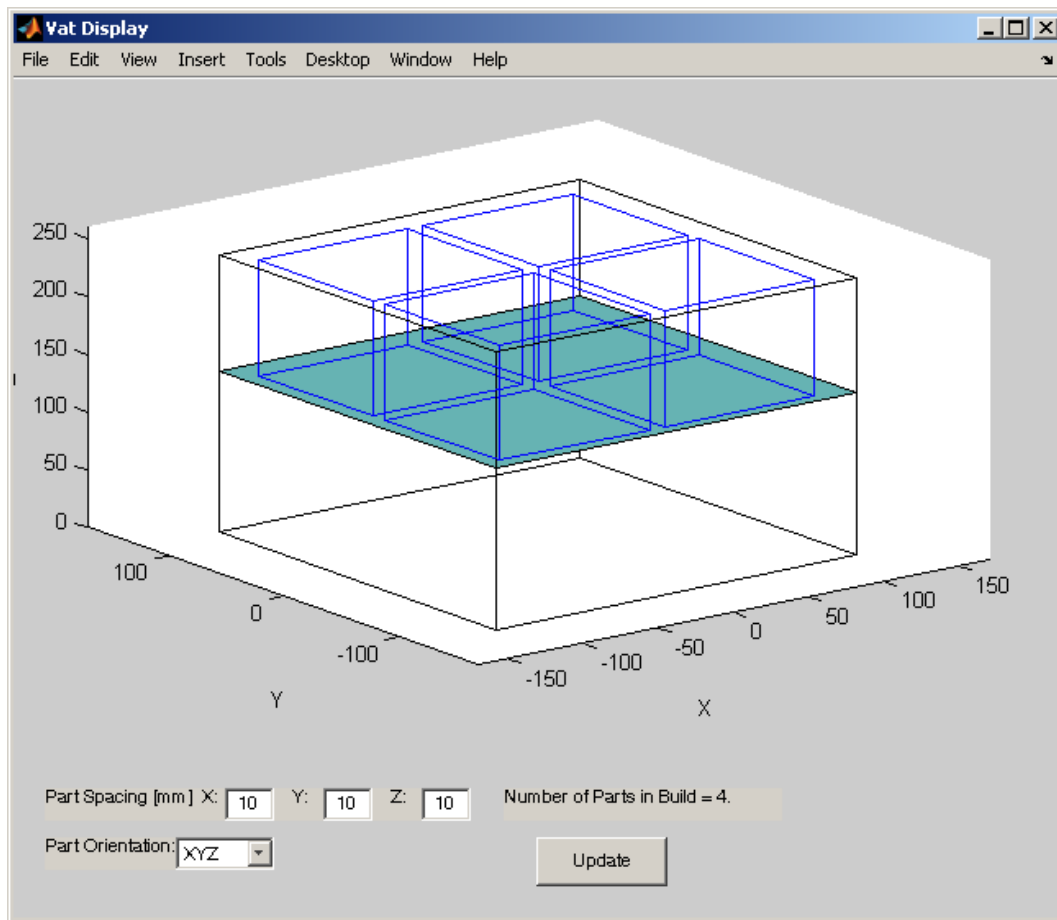 Vat Display
File Edit View Insert Tools Desktop Window Help
250
200
150
100
50
0
100
0
-100
Y
-150
-100
-50
0
50
100
150
X
Part Spacing [mm] X: 10 Y: 10 Z: 10 Number of Parts in Build = 4.
Part Orientation: XYZ Update